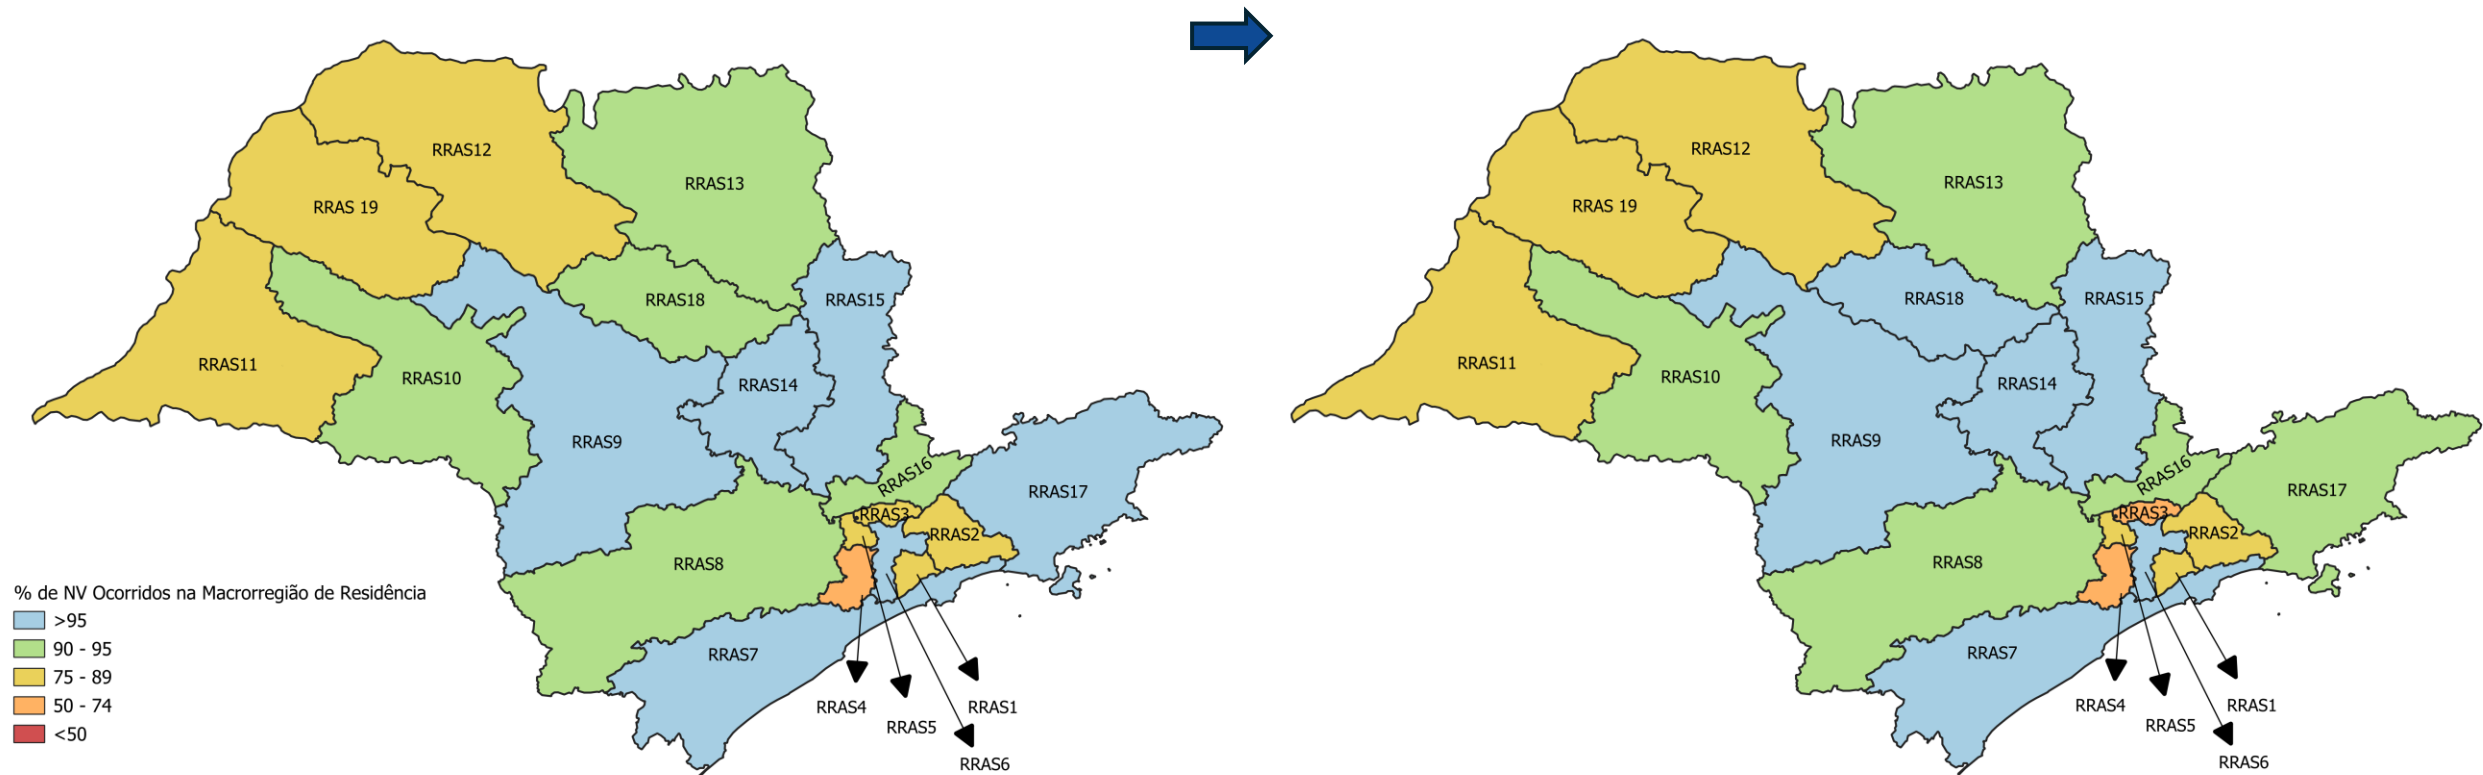 RRAS12
RRAS13
RRAS 19
RRAS18
RRAS15
RRAS11
RRAS10
RRAS14
RRAS9
RRAS16
RRAS17
RRAS3
RRAS2
RRAS8
RRAS7
RRAS4
RRAS5
RRAS1
RRAS6
% de NV Ocorridos na Macrorregião de Residência
>95
90 - 95
75 - 89
50 - 74
<50
RRAS12
RRAS13
RRAS 19
RRAS18
RRAS15
RRAS11
RRAS10
RRAS14
RRAS9
RRAS16
RRAS17
RRAS3
RRAS2
RRAS8
RRAS7
RRAS4
RRAS5
RRAS1
RRAS6